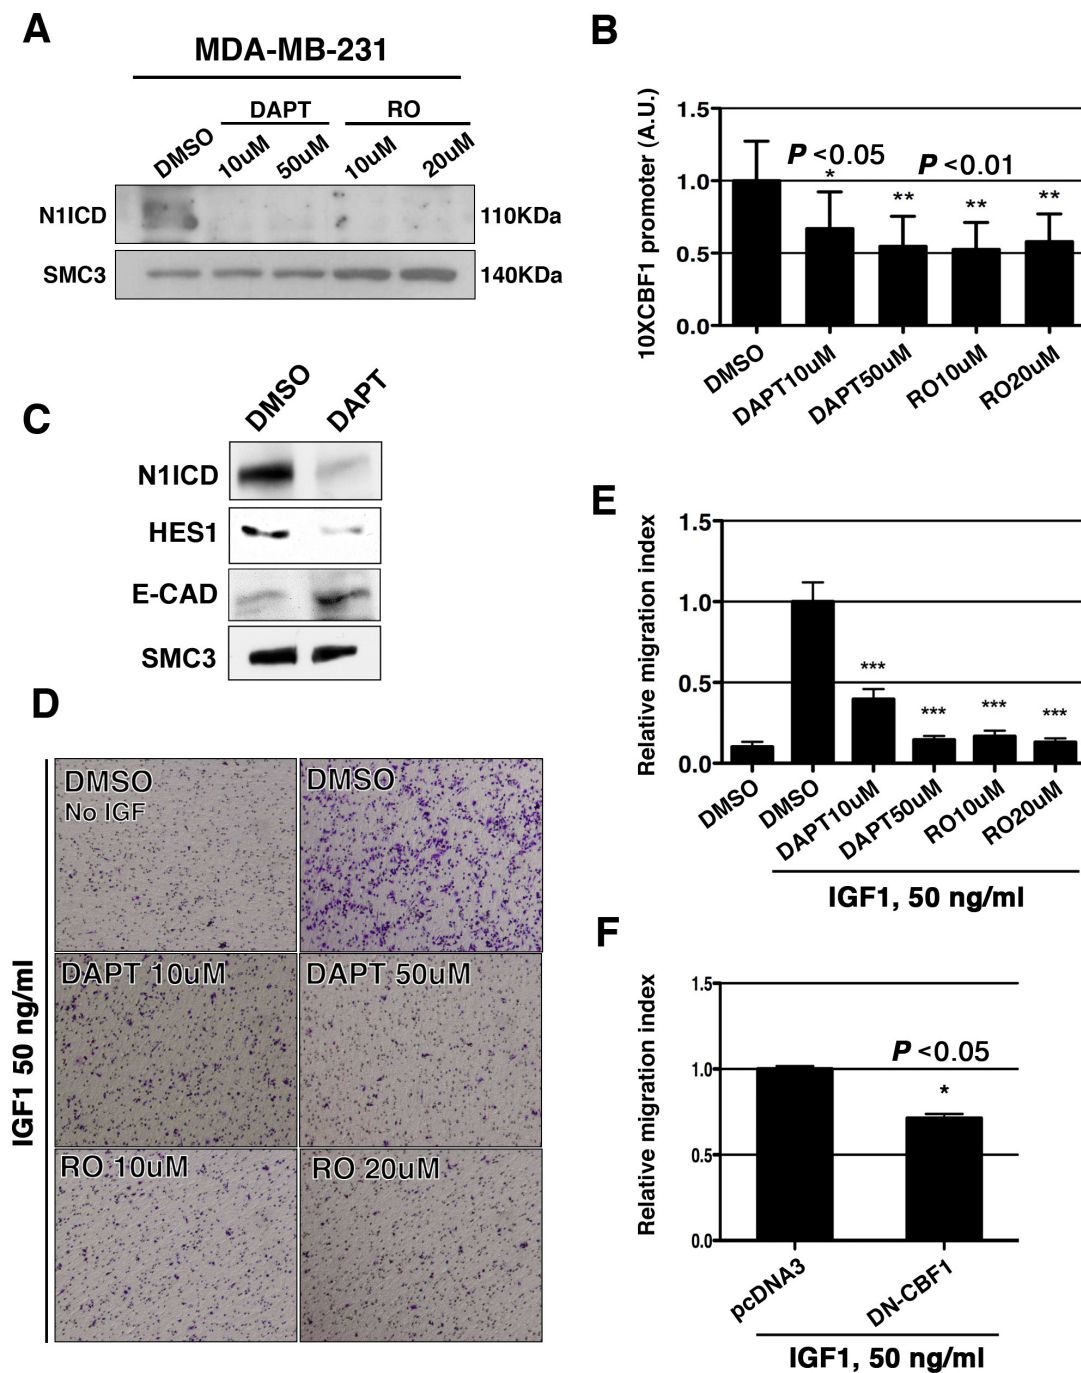 A
MDA-MB-231
DAPT
RO
DMSO
10uM
50uM
10uM
20uM
N1ICD
110KDa
SMC3
140KDa
B
10XCBF1 promoter (A.U.)
1.5
1.0
0.5
0.0
P <0.05
P <0.01
*
**
**
**
DMSO
DAPT10uM
DAPT50uM
RO10uM
RO20uM
C
DMSO
DAPT
N1ICD
HES1
E-CAD
SMC3
D
IGF1 50 ng/ml
DMSO
No IGF
DMSO
DAPT 10uM
DAPT 50uM
RO 10uM
RO 20uM
E
Relative migration index
1.5
1.0
0.5
0.0
***
***
***
***
DMSO
DMSO
DAPT10uM
DAPT50uM
RO10uM
RO20uM
IGF1, 50 ng/ml
F
Relative migration index
1.5
1.0
0.5
0.0
P <0.05
*
pcDNA3
DN-CBF1
IGF1, 50 ng/ml